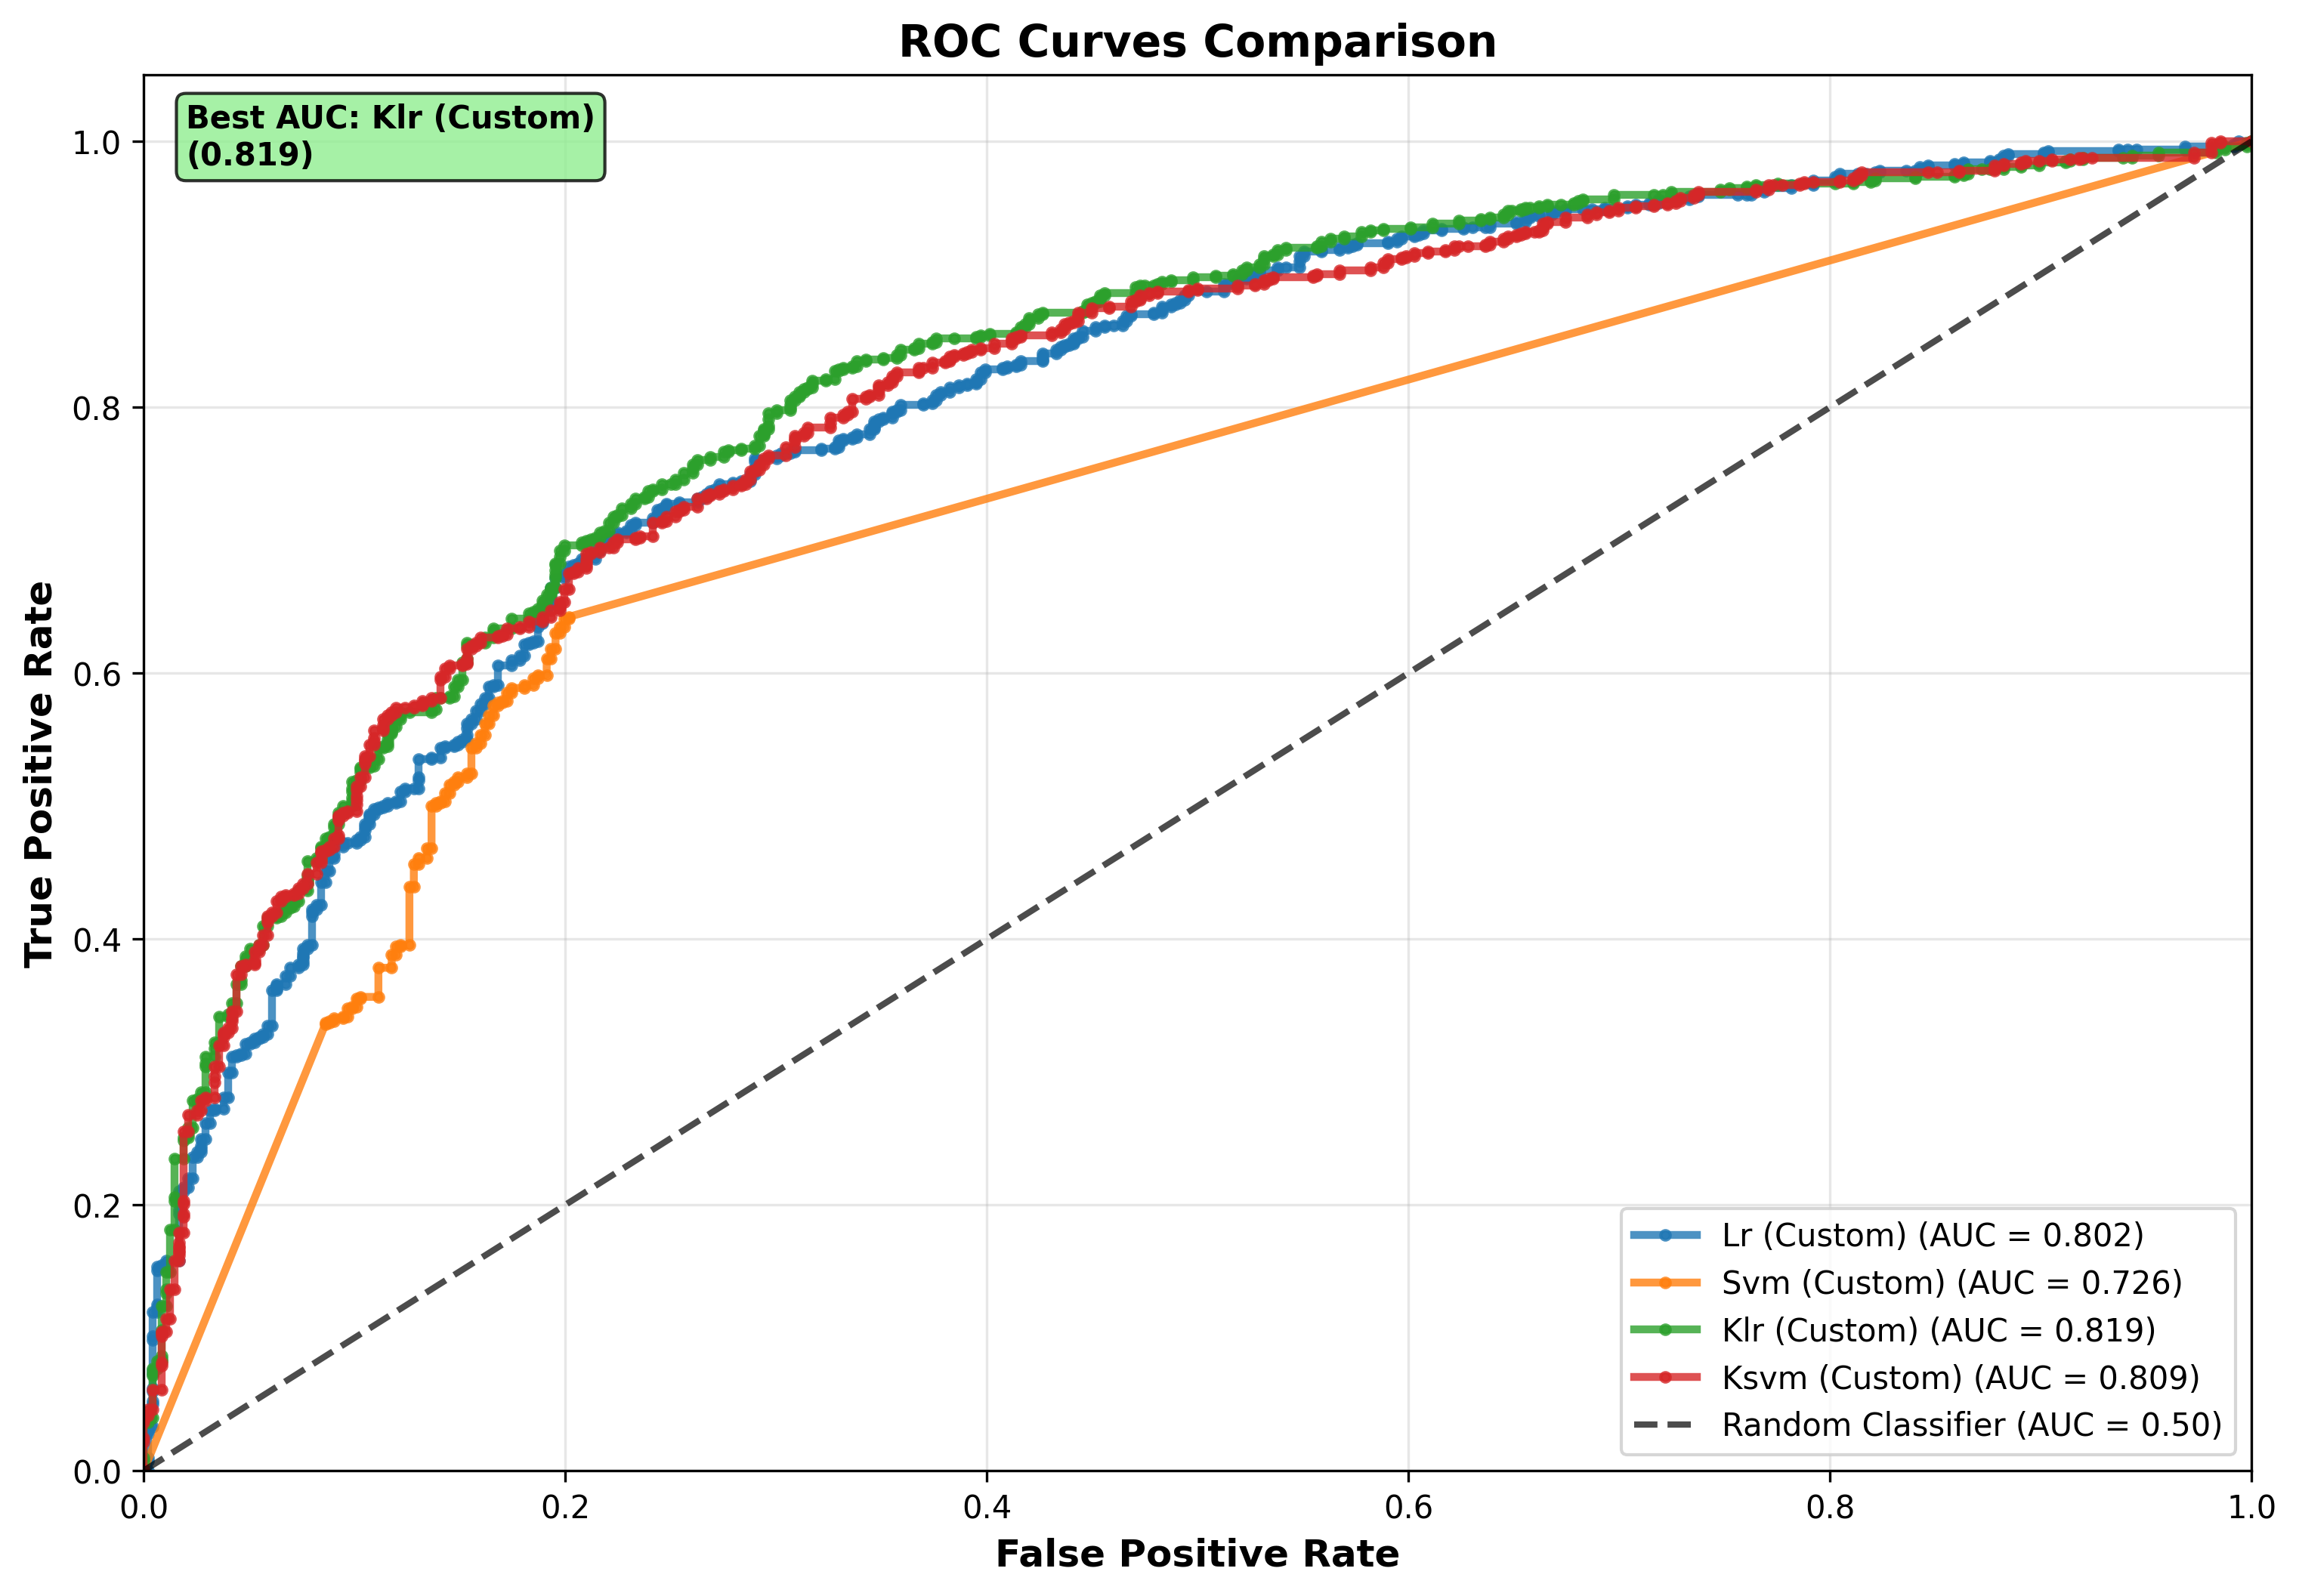 ROC Curves Comparison
Best AUC: Klr (Custom)
(0.819)
True Positive Rate
1.0
0.8
0.6
0.4
0.2
0.0
0.0 0.2 0.4 0.6 0.8 1.0
False Positive Rate
Lr (Custom) (AUC = 0.802)
Svm (Custom) (AUC = 0.726)
Klr (Custom) (AUC = 0.819)
Ksvm (Custom) (AUC = 0.809)
Random Classifier (AUC = 0.50)